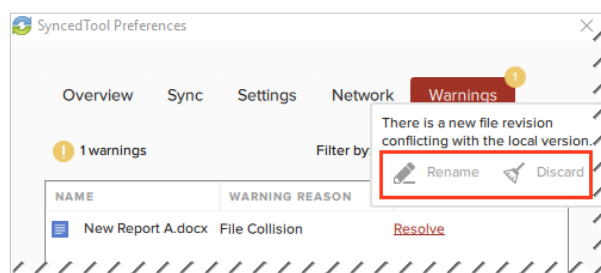 SyncedTool Preferences
Overview Sync Settings Network Warnings 1
There is a new file revision
conflicting with the local version.
! 1 warnings Filter by
Rename Discard
NAME WARNING REASON
New Report A.docx File Collision Resolve